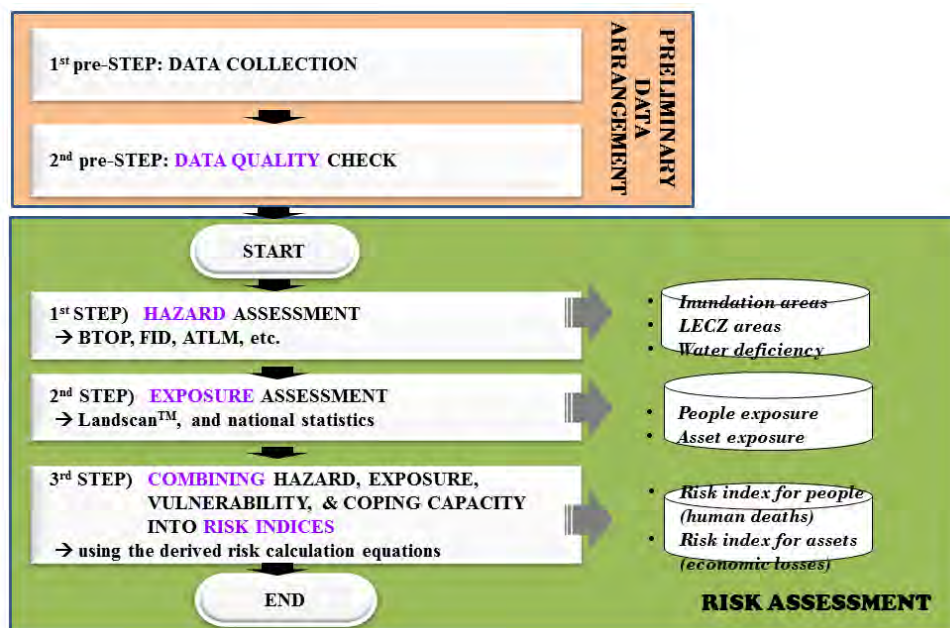 1st pre-STEP: DATA COLLECTION
2nd pre-STEP: DATA QUALITY CHECK
PRELIMINARY
DATA
ARRANGEMENT
START
1st STEP) HAZARD ASSESSMENT
→ BTOP, FID, ATLM, etc.
• Inundation areas
• LECZ areas
• Water deficiency
2nd STEP) EXPOSURE ASSESSMENT
→ Landscan™, and national statistics
• People exposure
• Asset exposure
3rd STEP) COMBINING HAZARD, EXPOSURE,
VULNERABILITY, & COPING CAPACITY
INTO RISK INDICES
→ using the derived risk calculation equations
• Risk index for people
(human deaths)
• Risk index for assets
(economic losses)
END
RISK ASSESSMENT